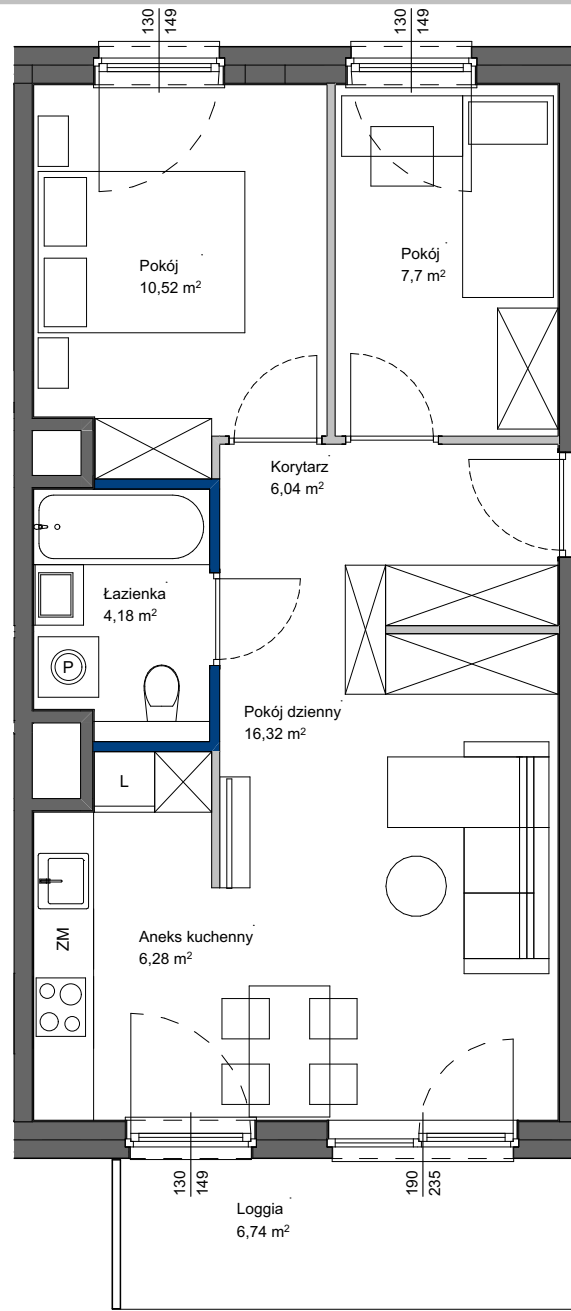 130
149
130
149
Pokój
10,52 m²
Pokój
7,7 m²
Korytarz
6,04 m²
Łazienka
4,18 m²
P
Pokój dzienny
16,32 m²
L
Aneks kuchenny
6,28 m²
ZM
130
149
190
235
Loggia
6,74 m²